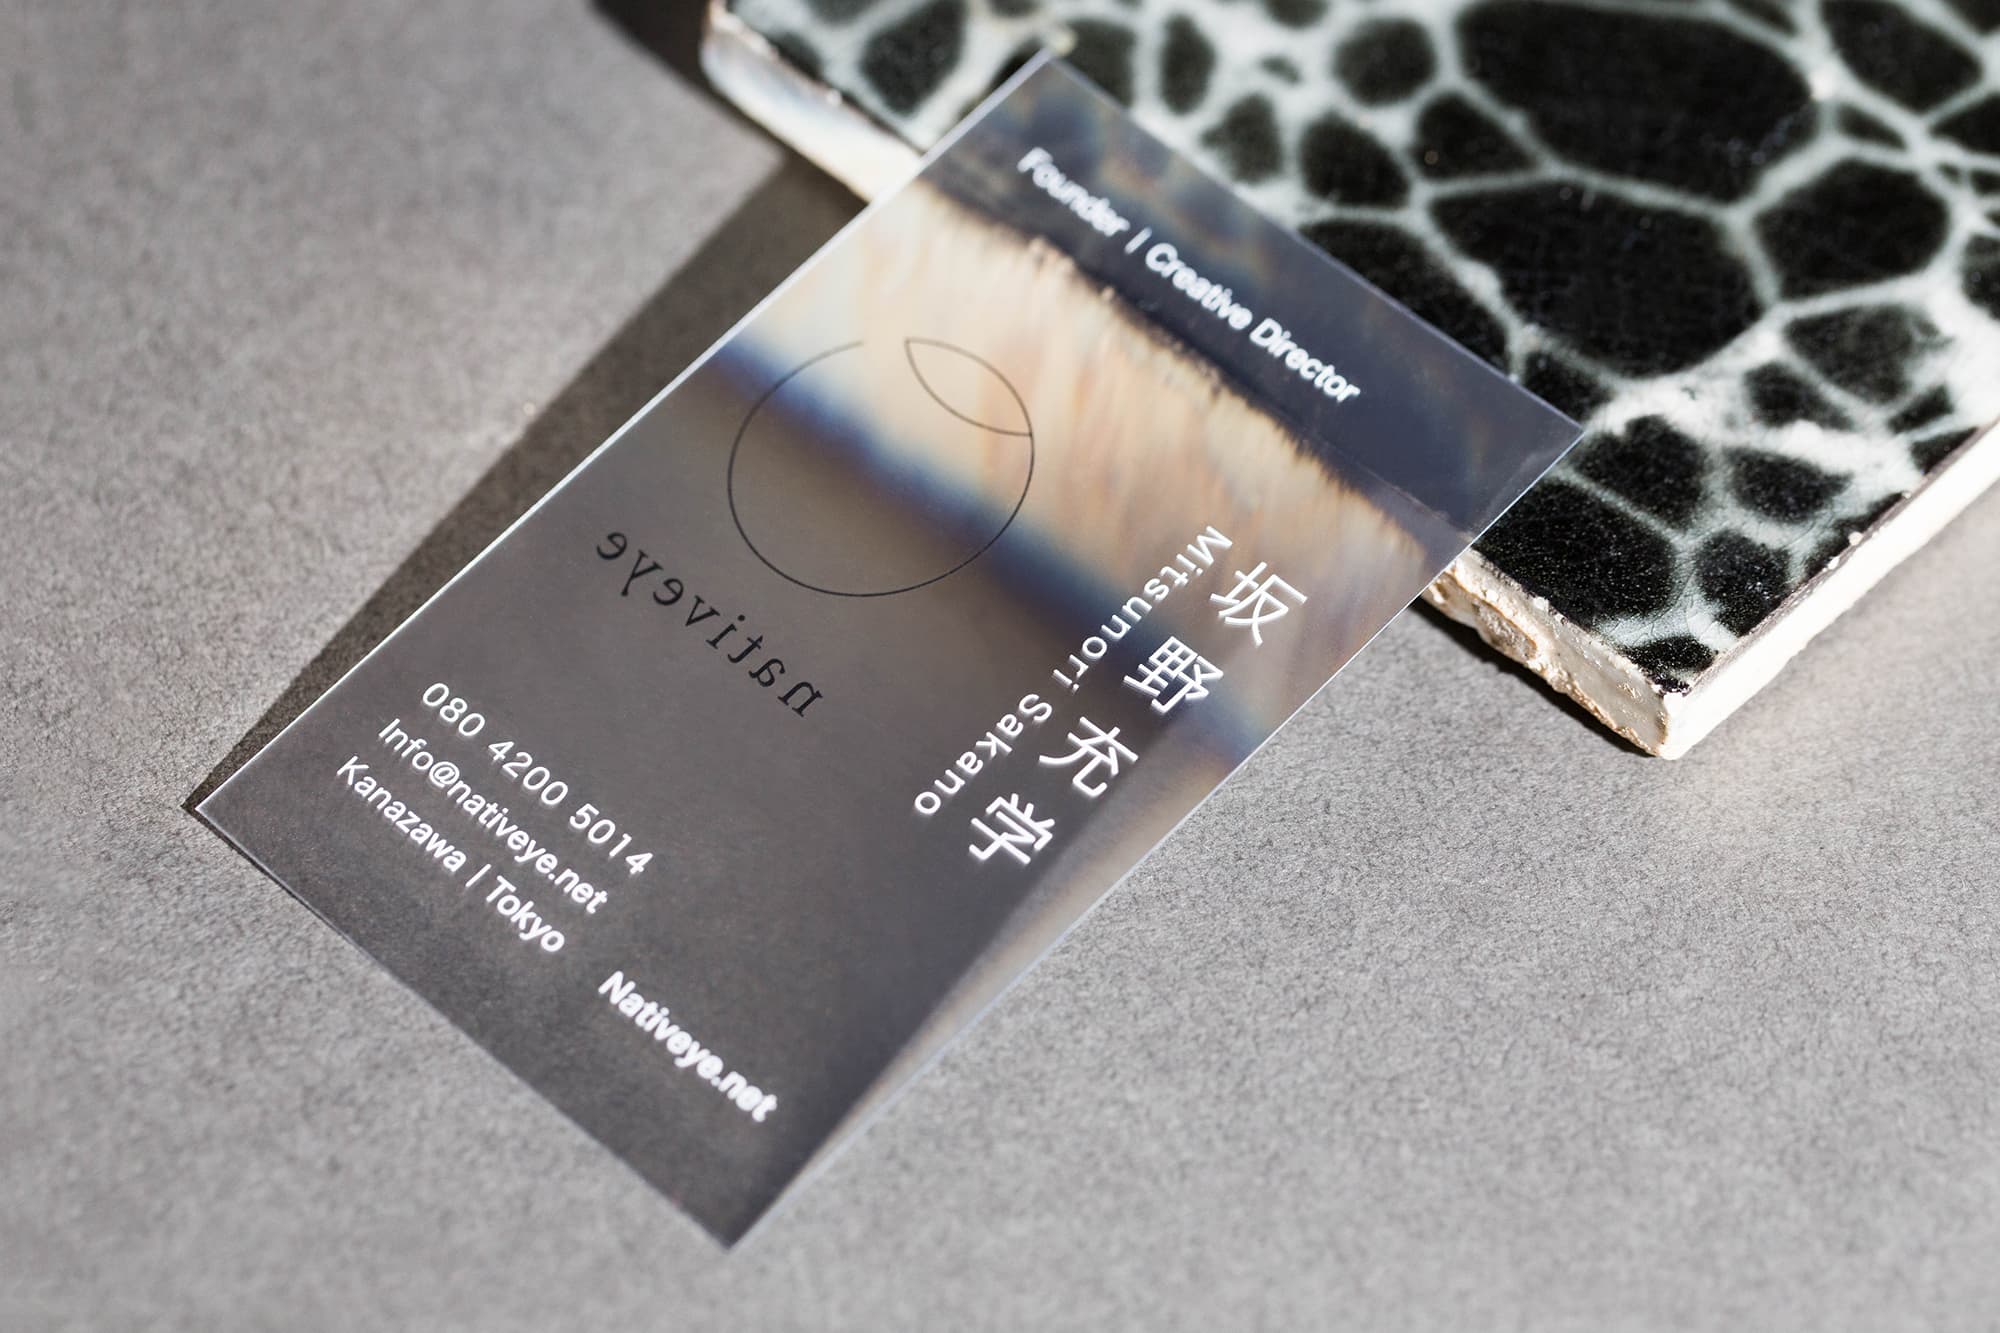 Founder | Creative Director
坂野充学
Mitsunori Sakano
nativeye
080 4200 5014
Info@nativeye.net
Kanazawa | Tokyo
Nativeye.net